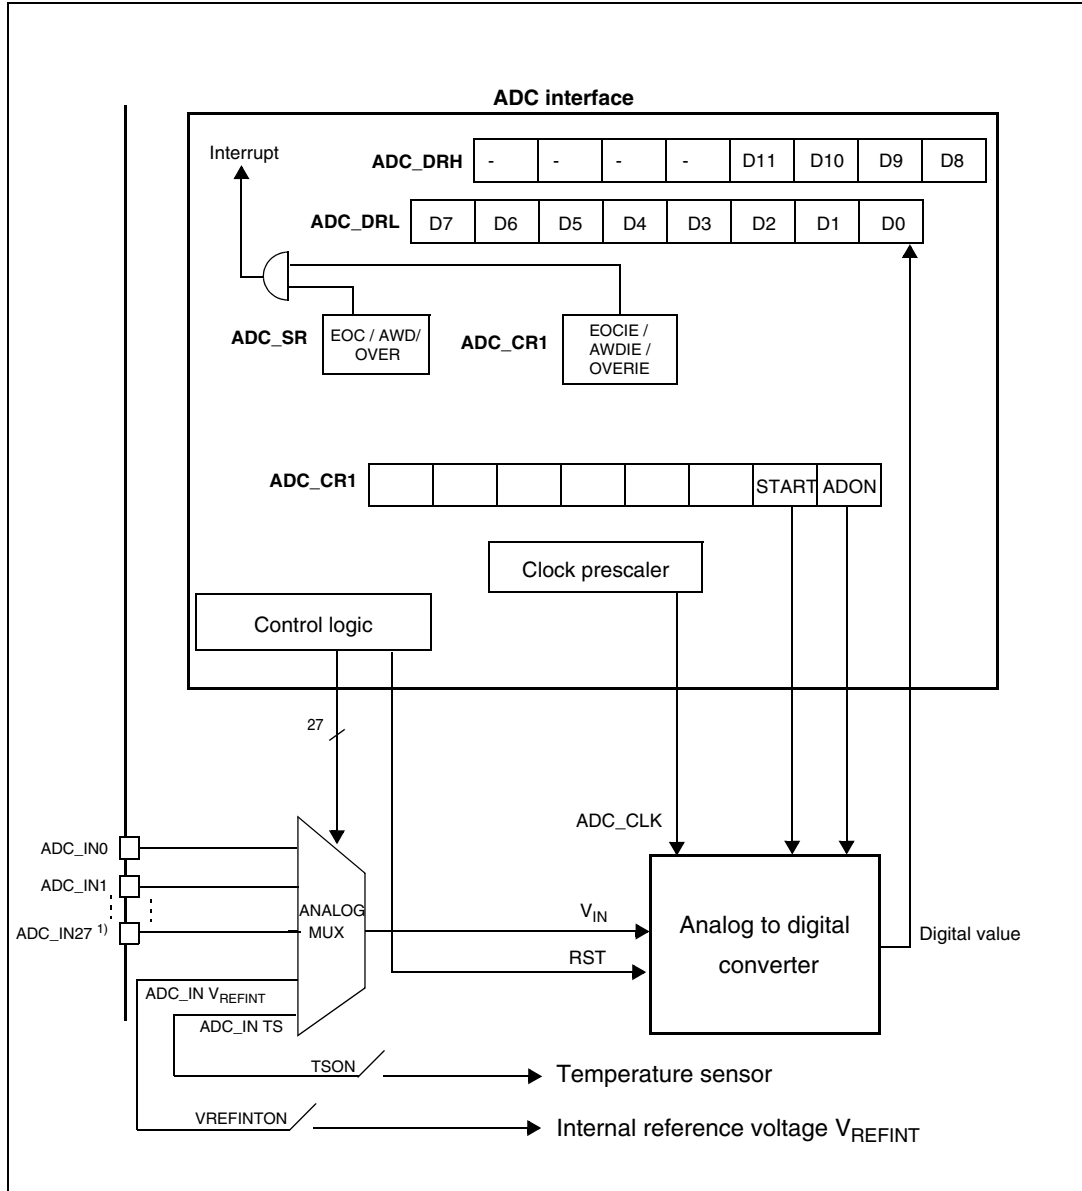 ADC interface
Interrupt
ADC_DRH - - - - D11 D10 D9 D8
ADC_DRL D7 D6 D5 D4 D3 D2 D1 D0
ADC_SR
EOC / AWD/
OVER
ADC_CR1
EOCIE /
AWDIE /
OVERIE
ADC_CR1 START ADON
Clock prescaler
Control logic
27
ADC_CLK
ADC_IN0
ADC_IN1
ADC_IN27 1)
ANALOG
MUX
VIN
RST
Analog to digital
converter
Digital value
ADC_IN VREFINT
ADC_IN TS
TSON
Temperature sensor
VREFINTON
Internal reference voltage VREFINT